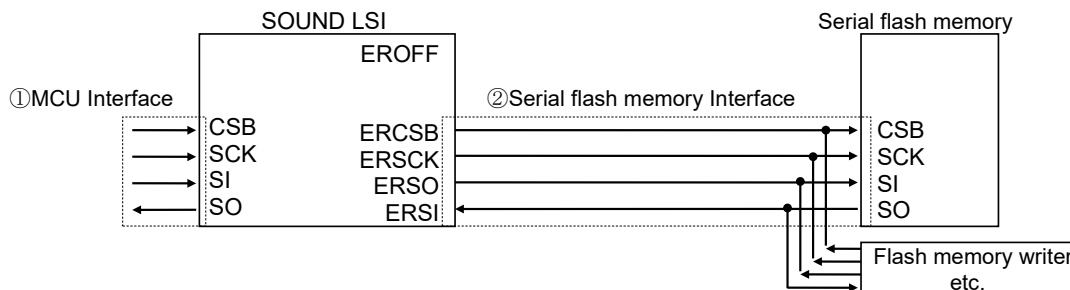 SOUND LSI
Serial flash memory
EROFF
①MCU Interface
②Serial flash memory Interface
CSB
SCK
SI
SO
ERCSB
ERSCK
ERSO
ERSI
CSB
SCK
SI
SO
Flash memory writer
etc.